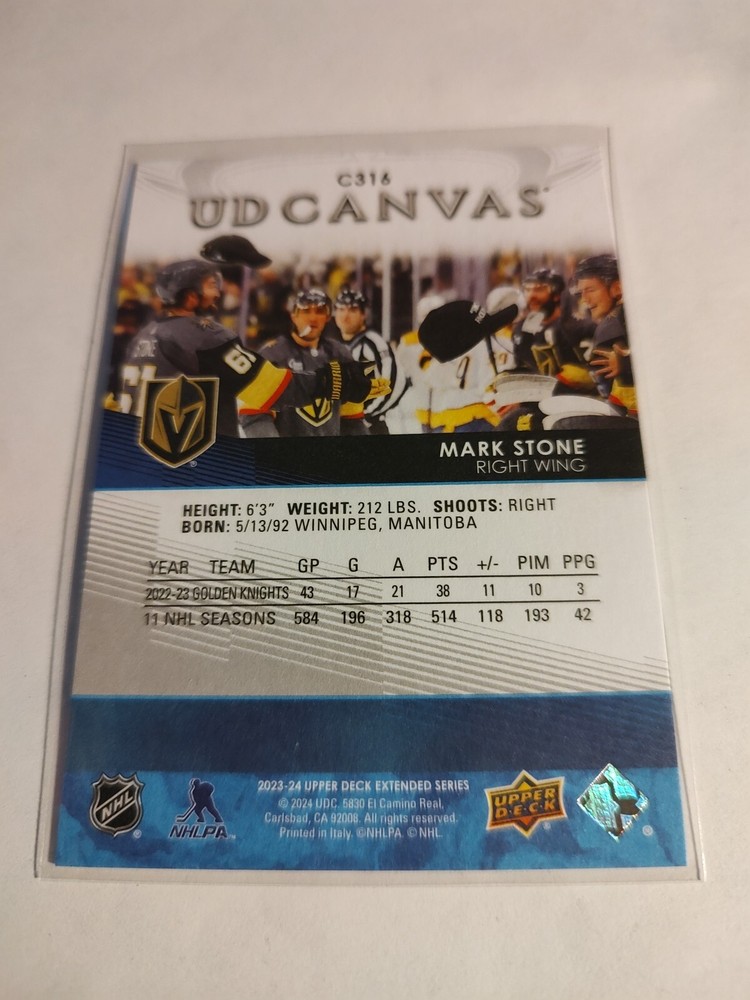 C316
UD CANVAS
STONE
61
MARK STONE
RIGHT WING
HEIGHT: 6'3" WEIGHT: 212 LBS. SHOOTS: RIGHT
BORN: 5/13/92 WINNIPEG, MANITOBA
YEAR TEAM GP G A PTS +/- PIM PPG
2022-23 GOLDEN KNIGHTS 43 17 21 38 11 10 3
11 NHL SEASONS 584 196 318 514 118 193 42
2023-24 UPPER DECK EXTENDED SERIES
© 2024 UDC. 5830 El Camino Real,
Carlsbad, CA 92008. All rights reserved.
Printed in Italy. ©NHLPA. © NHL.
NHL ®
NHLPA™
UPPER
D·E·C·K
®